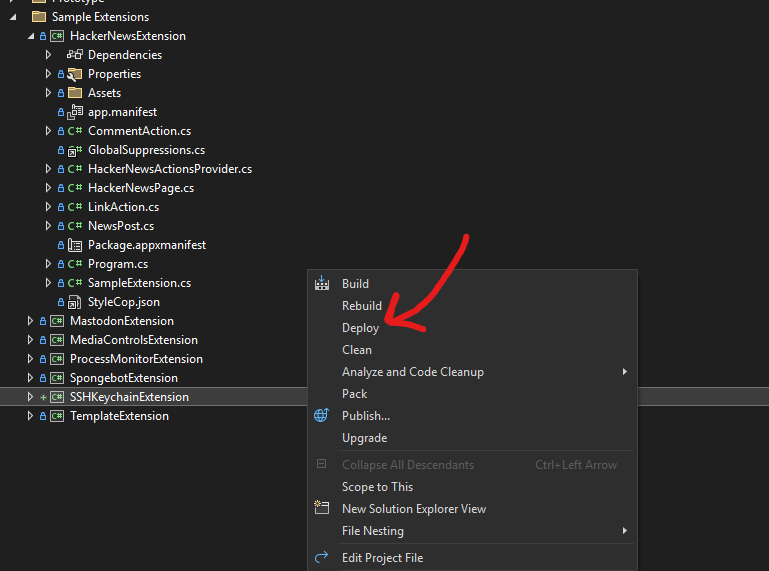 Prototype
Sample Extensions
C# HackerNewsExtension
Dependencies
Properties
Assets
app.manifest
C# CommentAction.cs
GlobalSuppressions.cs
C# HackerNewsActionsProvider.cs
C# HackerNewsPage.cs
C# LinkAction.cs
C# NewsPost.cs
Package.appxmanifest
C# Program.cs
C# SampleExtension.cs
StyleCop.json
C# MastodonExtension
C# MediaControlsExtension
C# ProcessMonitorExtension
C# SpongebotExtension
C# SSHKeychainExtension
C# TemplateExtension
Build
Rebuild
Deploy
Clean
Analyze and Code Cleanup
Pack
Publish...
Upgrade
Collapse All Descendants Ctrl+Left Arrow
Scope to This
New Solution Explorer View
File Nesting
Edit Project File